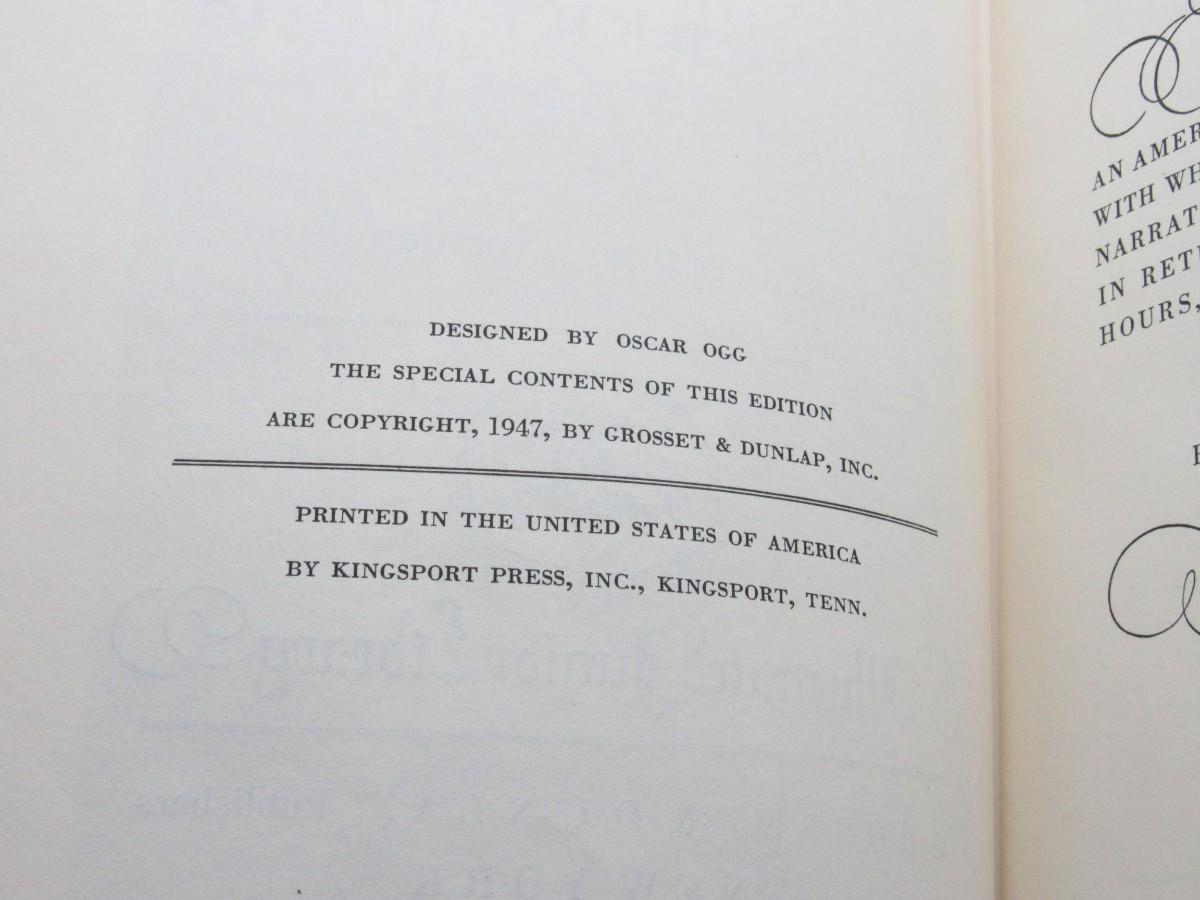 DESIGNED BY OSCAR OGG
THE SPECIAL CONTENTS OF THIS EDITION
ARE COPYRIGHT, 1947, BY GROSSET & DUNLAP, INC.
PRINTED IN THE UNITED STATES OF AMERICA
BY KINGSPORT PRESS, INC., KINGSPORT, TENN.
AN AMER
WITH WH
NARRAT
IN RET
HOURS,